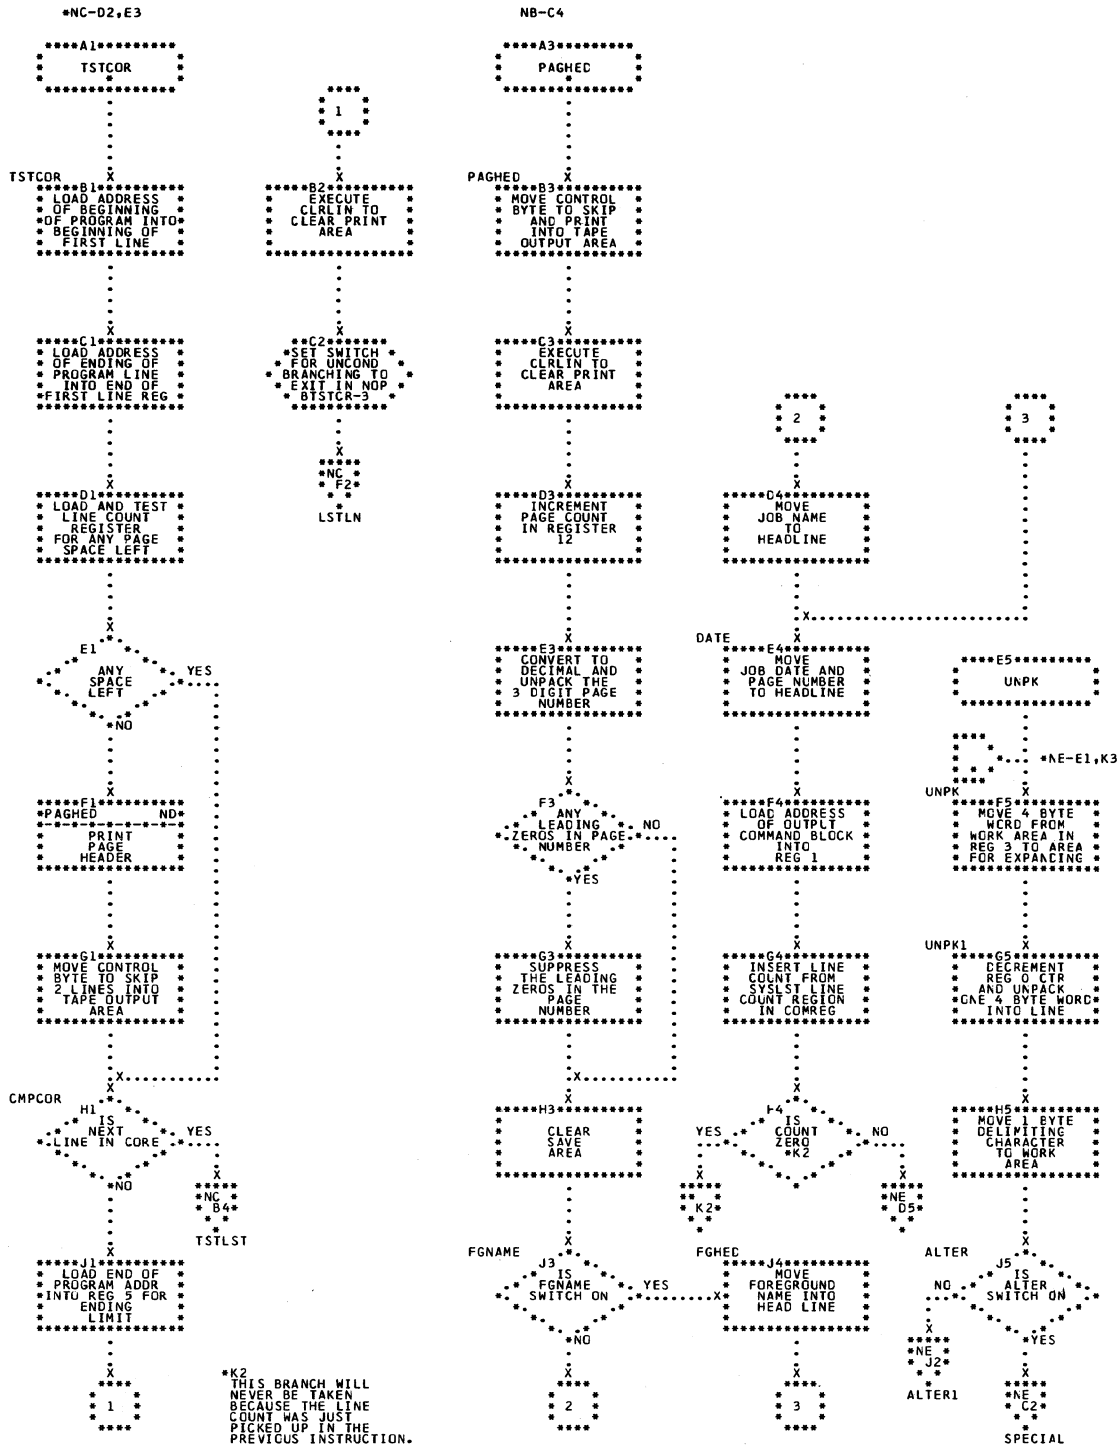 *NC-D2,E3
NB-C4
A1
TSTCOR
1
A3
PAGHED
TSTCOR
B1
LOAD ADDRESS
OF BEGINNING
OF PROGRAM INTO
BEGINNING OF
FIRST LINE
B2
EXECUTE
CLRLIN TO
CLEAR PRINT
AREA
PAGHED
B3
MOVE CONTROL
BYTE TO SKIP
AND PRINT
INTO TAPE
OUTPUT AREA
C1
LOAD ADDRESS
OF ENDING OF
PROGRAM LINE
INTO END OF
FIRST LINE REG
C2
SET SWITCH
FOR UNCOND
BRANCHING TO
EXIT IN NOP
BTSTCR-3
C3
EXECUTE
CLRLIN TO
CLEAR PRINT
AREA
2
3
NC
F2
LSTLN
D1
LOAD AND TEST
LINE COUNT
REGISTER
FOR ANY PAGE
SPACE LEFT
D3
INCREMENT
PAGE COUNT
IN REGISTER
12
D4
MOVE
JOB NAME
TO
HEADLINE
E1
ANY
SPACE
LEFT
YES
NO
E3
CONVERT TO
DECIMAL AND
UNPACK THE
3 DIGIT PAGE
NUMBER
DATE
E4
MOVE
JOB DATE AND
PAGE NUMBER
TO HEADLINE
E5
UNPK
*NE-E1,K3
F1
*PAGHED ND*
PRINT
PAGE
HEADER
F3
ANY
LEADING
ZEROS IN PAGE
NUMBER
NO
YES
F4
LOAD ADDRESS
OF OUTPUT
COMMAND BLOCK
INTO
REG 1
UNPK
F5
MOVE 4 BYTE
WORD FROM
WORK AREA IN
REG 3 TO AREA
FOR EXPANDING
G1
MOVE CONTROL
BYTE TO SKIP
2 LINES INTO
TAPE OUTPUT
AREA
G3
SUPPRESS
THE LEADING
ZEROS IN THE
PAGE
NUMBER
G4
INSERT LINE
COUNT FROM
SYSLST LINE
COUNT REGION
IN COMREG
UNPK1
G5
DECREMENT
REG 0 CTR
AND UNPACK
ONE 4 BYTE WORD
INTO LINE
CMPCOR
H1
IS
NEXT
LINE IN CORE
YES
NO
NC
B4
TSTLST
H3
CLEAR
SAVE
AREA
H4
IS
COUNT
ZERO
*K2
YES
NO
K2
NE
D5
H5
MOVE 1 BYTE
DELIMITING
CHARACTER
TO WORK
AREA
J1
LOAD END OF
PROGRAM ADDR
INTO REG 5 FOR
ENDING
LIMIT
FGNAME
J3
IS
FGNAME
SWITCH ON
YES
NO
FGHED
J4
MOVE
FOREGROUND
NAME INTO
HEAD LINE
ALTER
J5
IS
ALTER
SWITCH ON
NO
YES
NE
J2
ALTER1
1
*K2
THIS BRANCH WILL
NEVER BE TAKEN
BECAUSE THE LINE
COUNT WAS JUST
PICKED UP IN THE
PREVIOUS INSTRUCTION.
2
3
NE
C2
SPECIAL